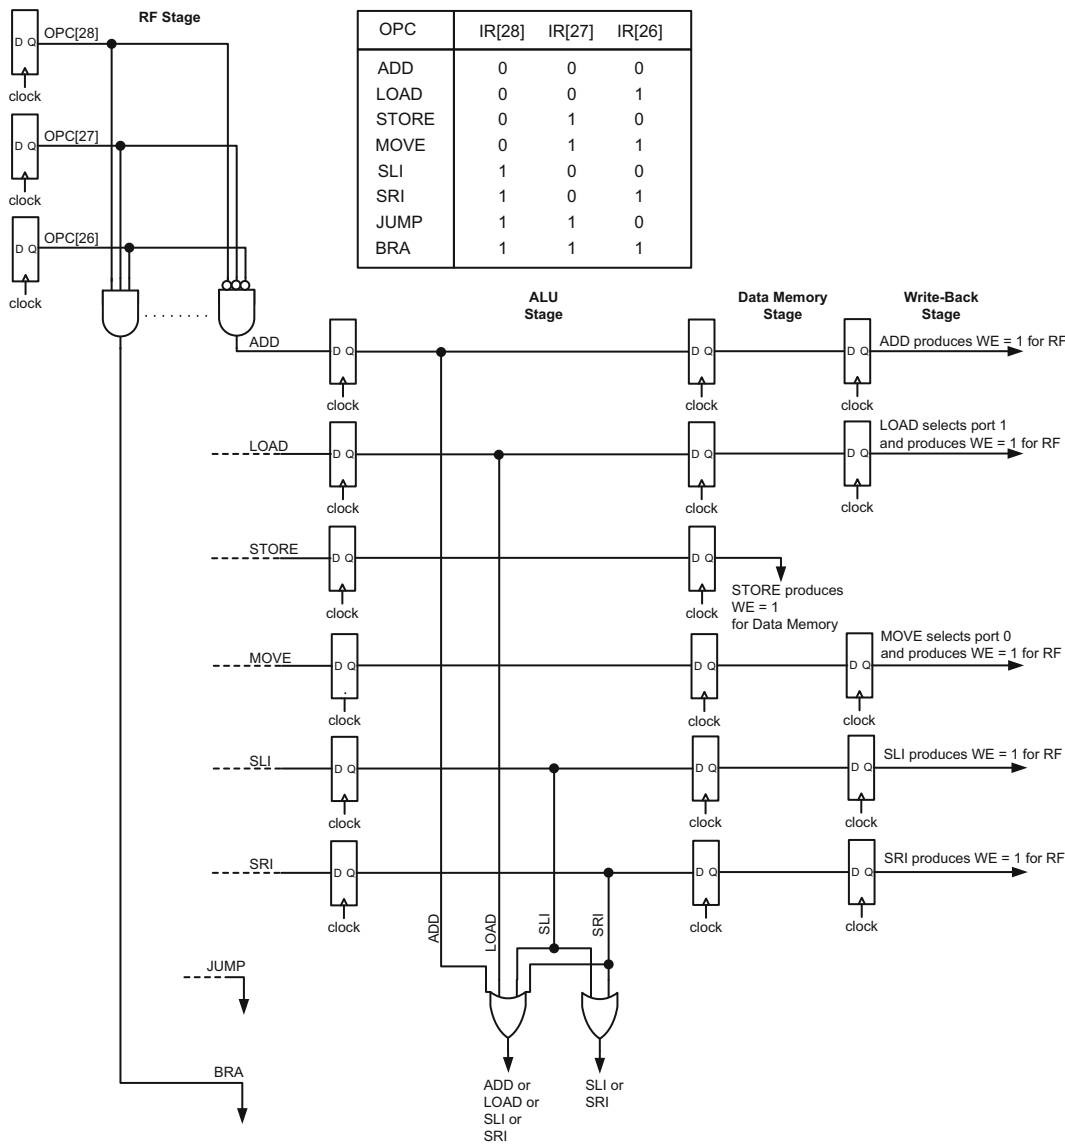 RF Stage
D Q
OPC[28]
clock
D Q
OPC[27]
clock
D Q
OPC[26]
clock
OPC IR[28] IR[27] IR[26]
ADD 0 0 0
LOAD 0 0 1
STORE 0 1 0
MOVE 0 1 1
SLI 1 0 0
SRI 1 0 1
JUMP 1 1 0
BRA 1 1 1
ALU
Stage
Data Memory
Stage
Write-Back
Stage
ADD
D Q
D Q
D Q
ADD produces WE = 1 for RF
clock
clock
clock
LOAD
D Q
D Q
D Q
LOAD selects port 1
and produces WE = 1 for RF
clock
clock
clock
STORE
D Q
D Q
clock
clock
STORE produces
WE = 1
for Data Memory
MOVE
D Q
D Q
D Q
MOVE selects port 0
and produces WE = 1 for RF
clock
clock
clock
SLI
D Q
D Q
D Q
SLI produces WE = 1 for RF
clock
clock
clock
SRI
D Q
D Q
D Q
SRI produces WE = 1 for RF
clock
clock
clock
ADD
LOAD
SLI
SRI
JUMP
BRA
ADD or
LOAD or
SLI or
SRI
SLI or
SRI